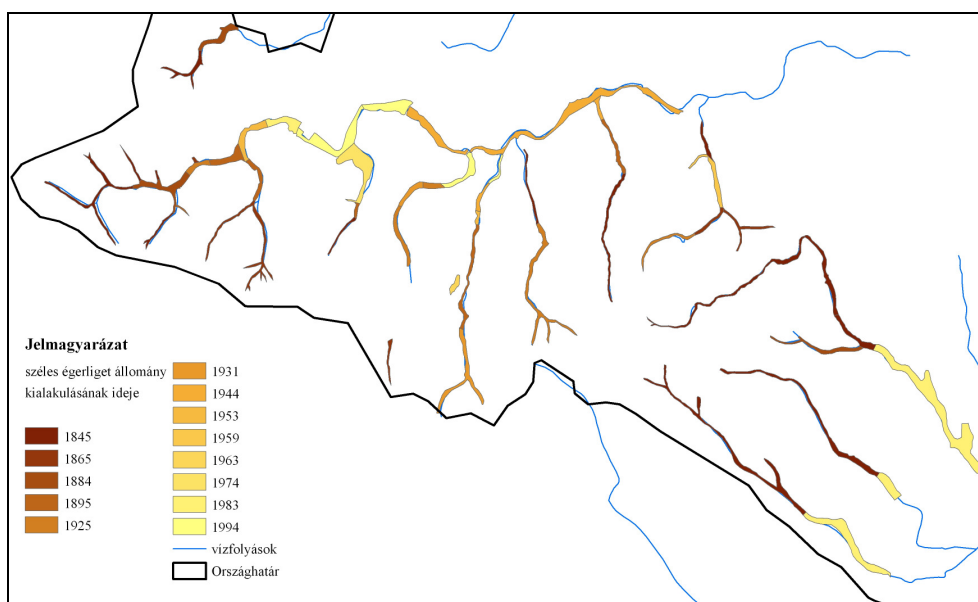 Jelmagyarázat
széles égerliget állomány
kialakulásának ideje
1845
1865
1884
1895
1925
1931
1944
1953
1959
1963
1974
1983
1994
vízfolyások
Országhatár